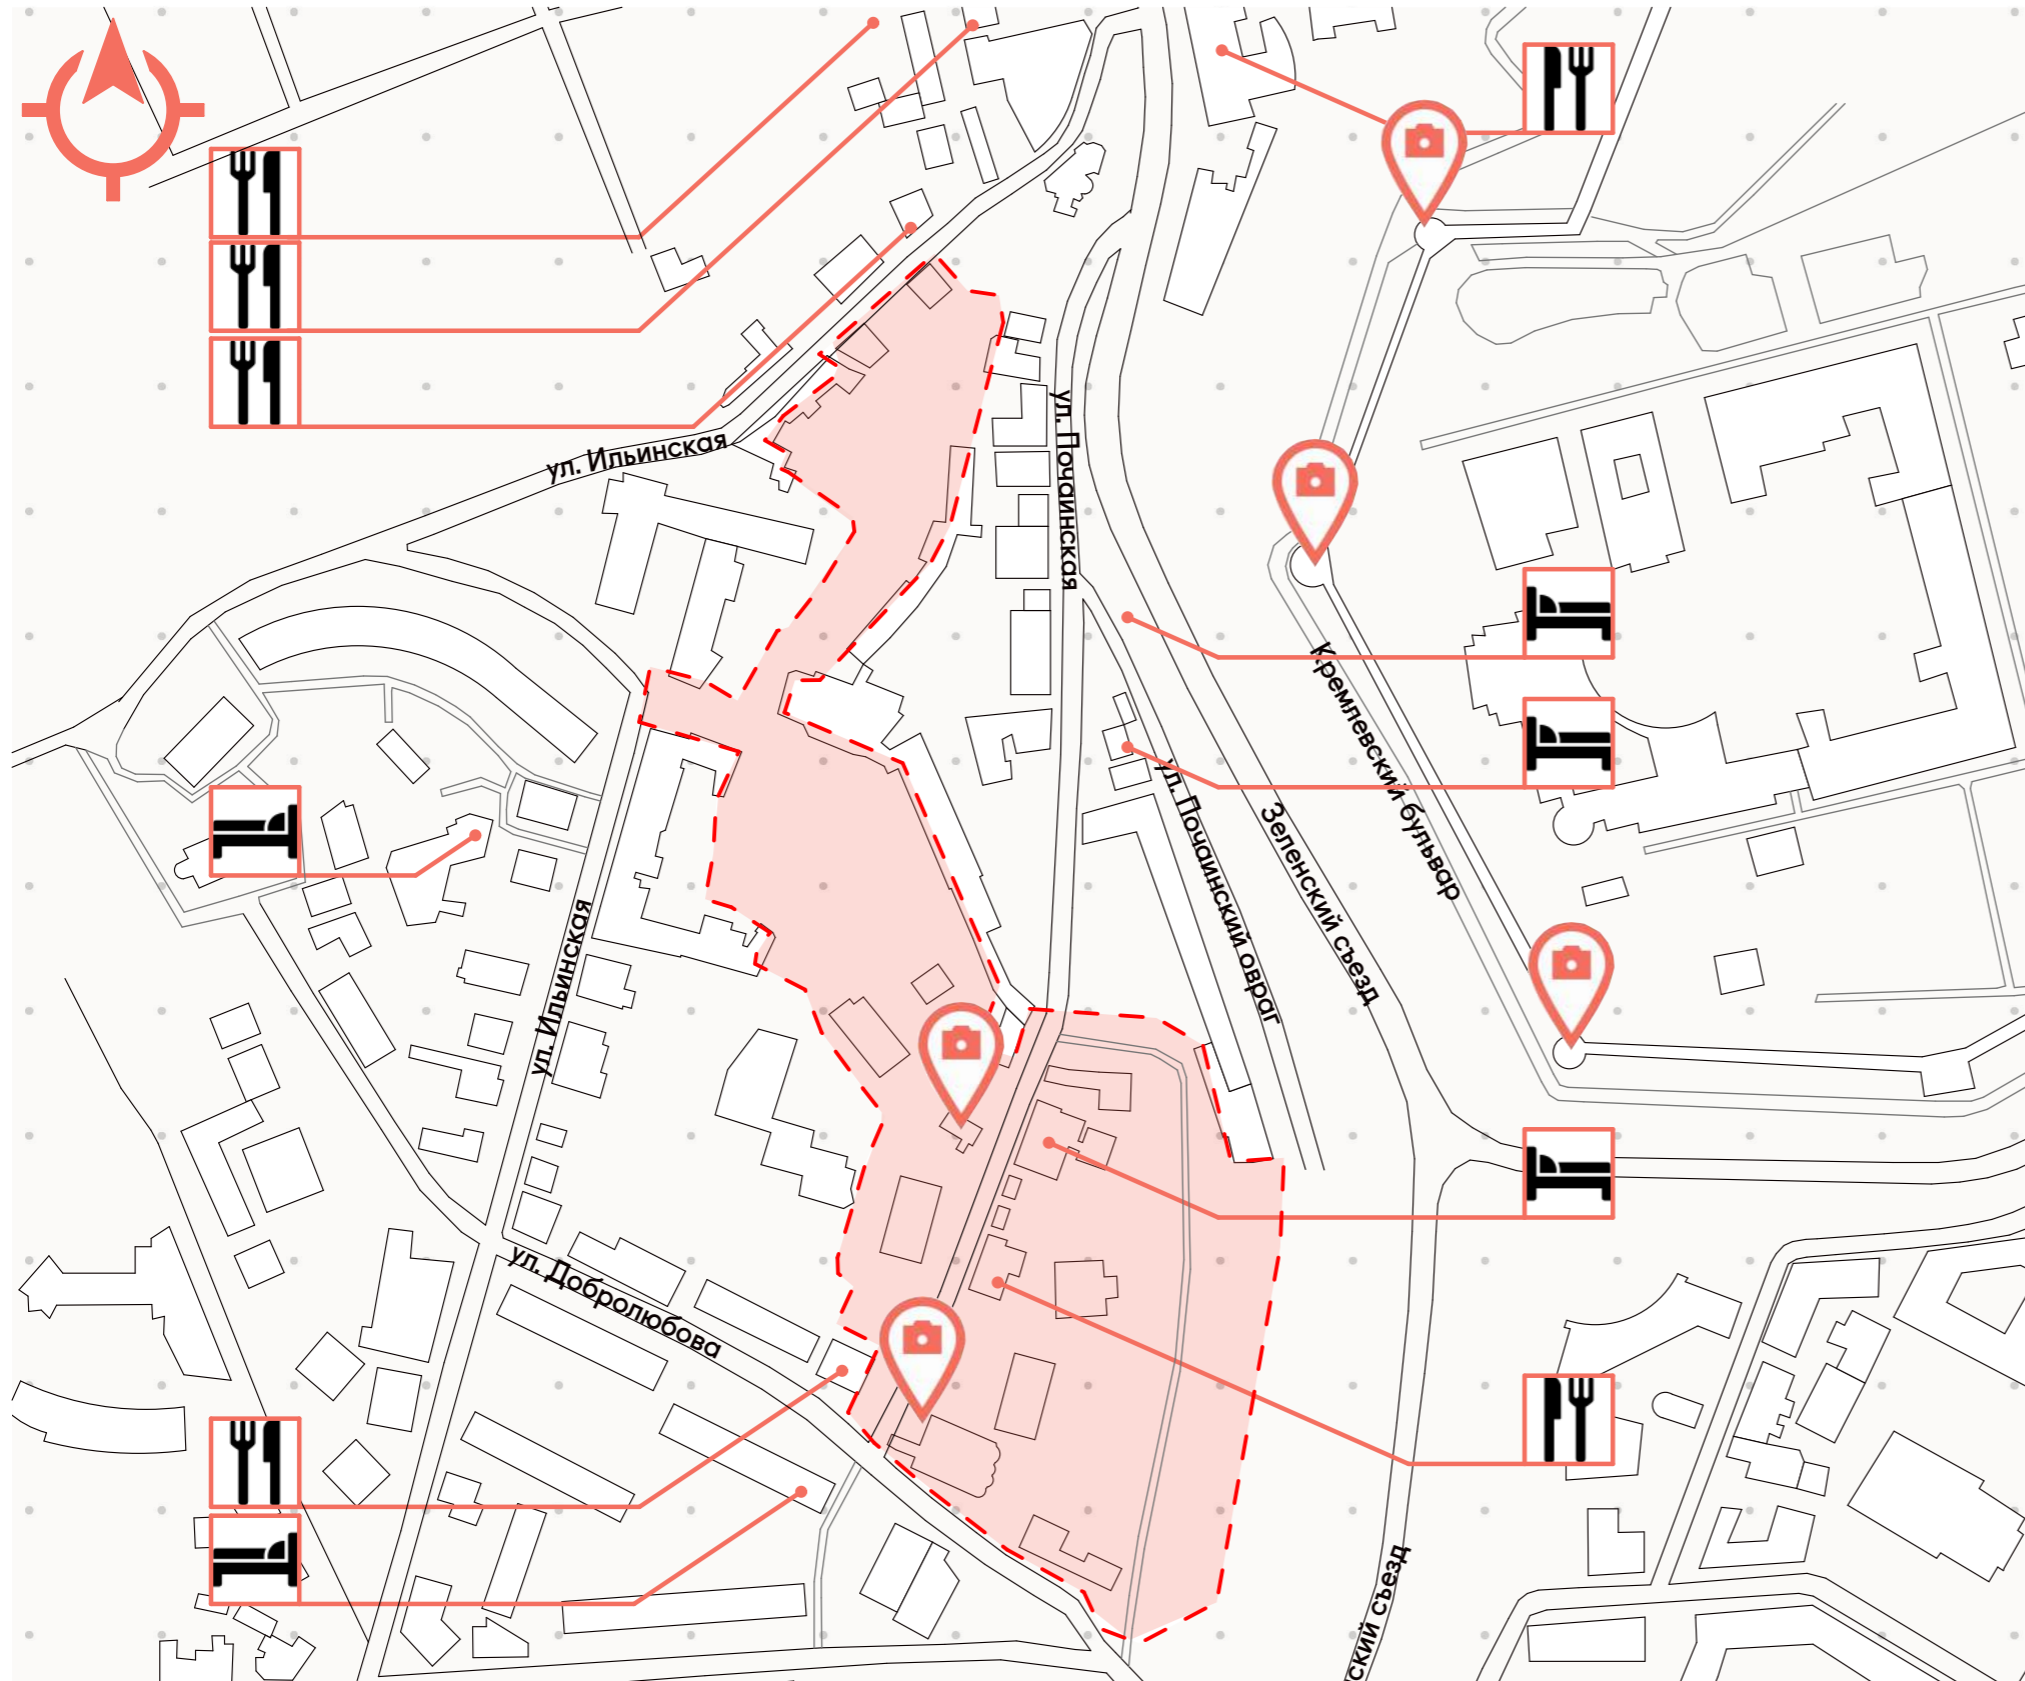 ул. Ильинская
ул. Почаинская
Кремлевский бульвар
ул. Почаинский овраг
Зеленский съезд
ул. Ильинская
ул. Добролюбова
ский съезд